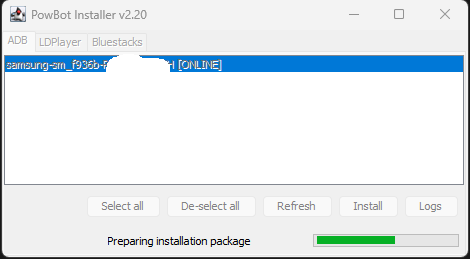 PowBot Installer v2.20
ADB LDPlayer Bluestacks
samsung-sm_f936b- [ONLINE]
Select all De-select all Refresh Install Logs
Preparing installation package